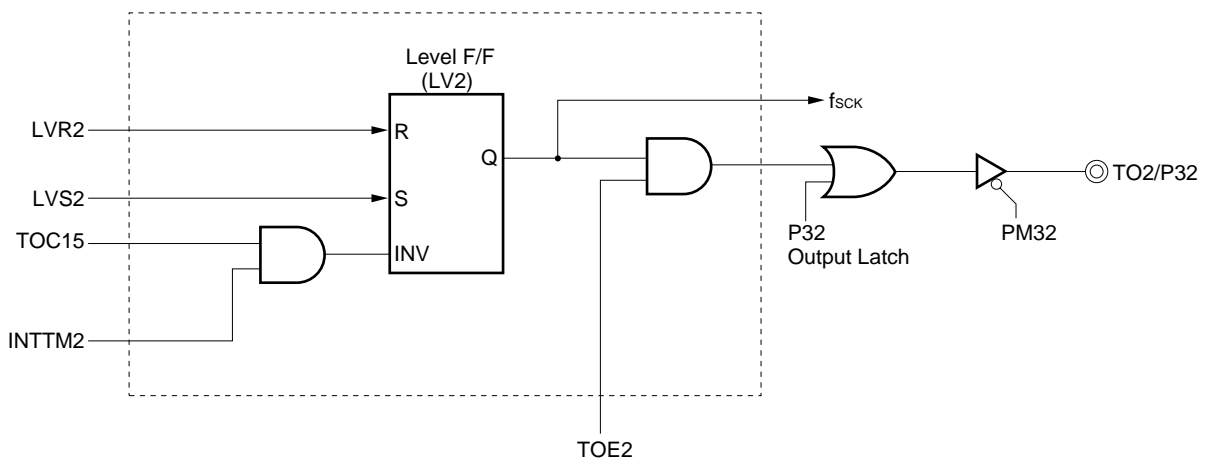 Level F/F
(LV2)
fSCK
LVR2
R
Q
TO2/P32
LVS2
S
TOC15
P32
Output Latch
PM32
INV
INTTM2
TOE2